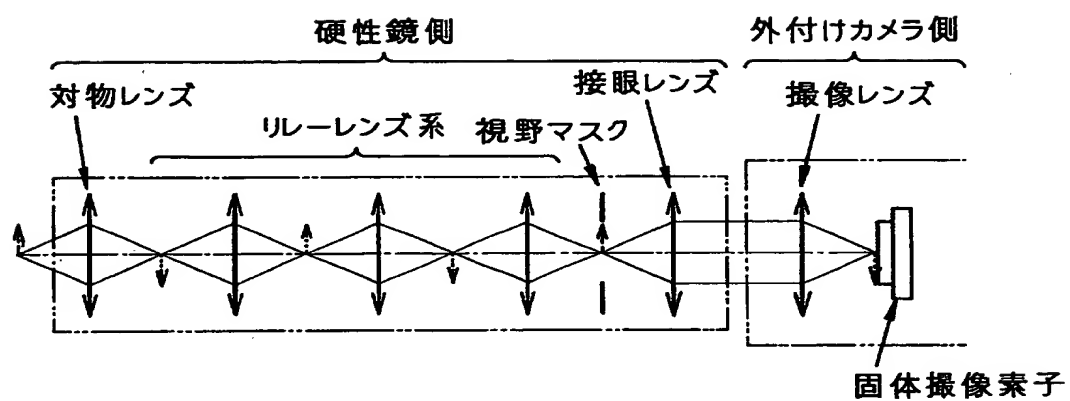 硬性鏡側
外付けカメラ側
対物レンズ
接眼レンズ
撮像レンズ
リレーレンズ系
視野マスク
固体撮像素子